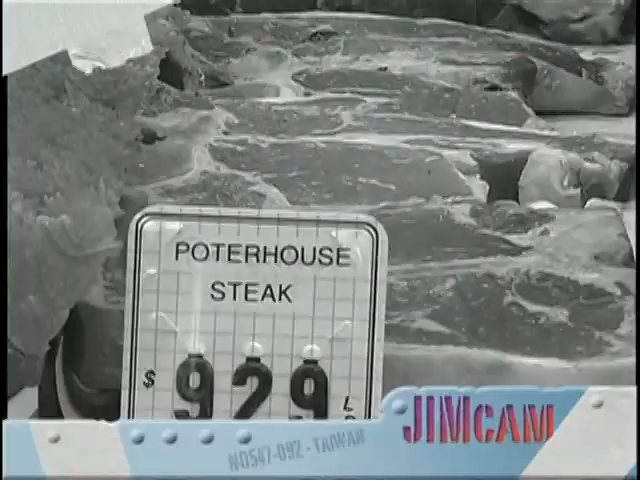 POTERHOUSE
STEAK
$ 929 L
JIMCAM
NO547-092 - TAIWAN